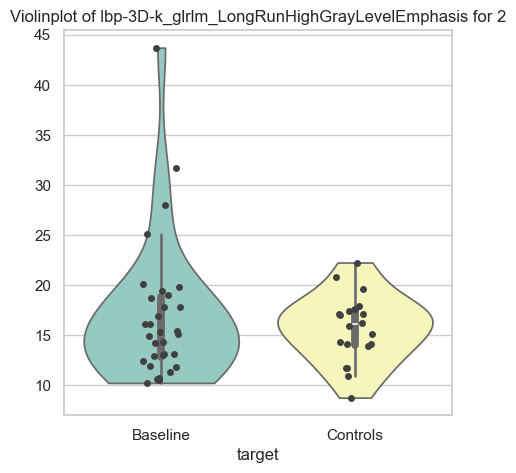 Violinplot of lbp-3D-k_glrlm_LongRunHighGrayLevelEmphasis for 2
45
40
35
30
25
20
15
10
Baseline
Controls
target